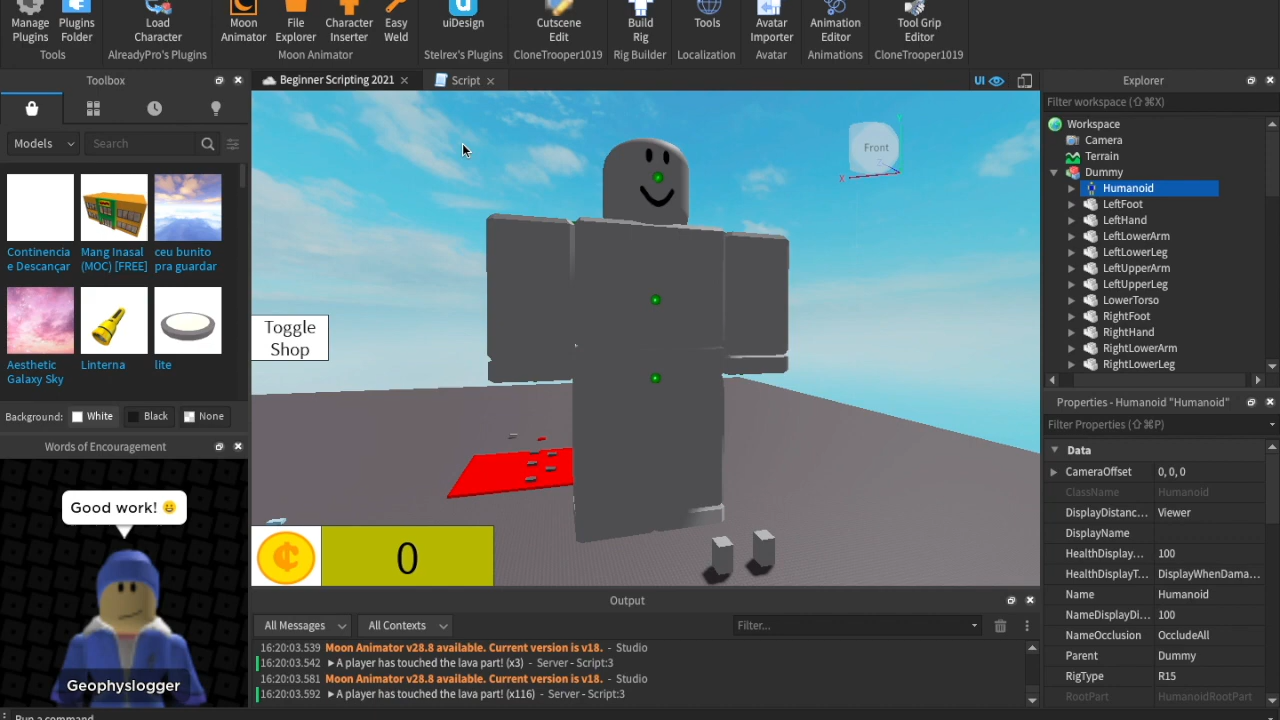 Manage Plugins
Plugins Folder
Tools
Load Character
AlreadyPro's Plugins
Moon Animator
File Explorer
Character Inserter
Easy Weld
Moon Animator
uiDesign
Stelrex's Plugins
Cutscene Edit
CloneTrooper1019
Build Rig
Rig Builder
Tools
Localization
Avatar Importer
Avatar
Animation Editor
Animations
Tool Grip Editor
CloneTrooper1019
Toolbox
Models
Search
Continencia e Descançar
Mang Inasal (MOC) [FREE]
ceu bunito pra guardar
Aesthetic Galaxy Sky
Linterna
lite
Background: White Black None
Words of Encouragement
Good work!
Geophyslogger
Beginner Scripting 2021
Script
UI
Front
X
Toggle
Shop
¢
0
Output
All Messages
All Contexts
Filter...
16:20:03.539 Moon Animator v28.8 available. Current version is v18. - Studio
16:20:03.542 A player has touched the lava part! (x3) - Server - Script:3
16:20:03.581 Moon Animator v28.8 available. Current version is v18. - Studio
16:20:03.592 A player has touched the lava part! (x116) - Server - Script:3
Run a command
Explorer
Filter workspace (⇧⌘X)
Workspace
Camera
Terrain
Dummy
Humanoid
LeftFoot
LeftHand
LeftLowerArm
LeftLowerLeg
LeftUpperArm
LeftUpperLeg
LowerTorso
RightFoot
RightHand
RightLowerArm
RightLowerLeg
Properties - Humanoid "Humanoid"
Filter Properties (⇧⌘P)
Data
CameraOffset 0, 0, 0
ClassName Humanoid
DisplayDistanc... Viewer
DisplayName
HealthDisplay... 100
HealthDisplayT... DisplayWhenDama...
Name Humanoid
NameDisplayDi... 100
NameOcclusion OccludeAll
Parent Dummy
RigType R15
RootPart HumanoidRootPart